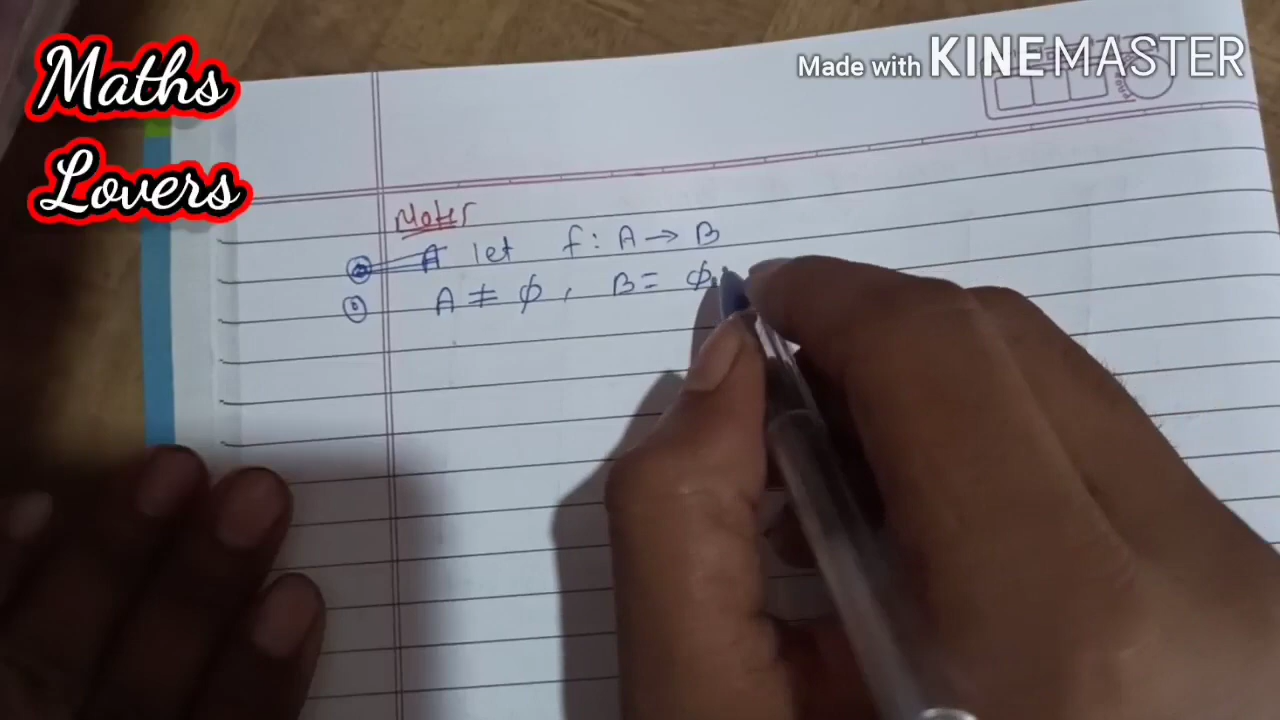 Maths
Lovers
Made with KINEMASTER
Note:
let f: A → B
A ≠ ϕ, B = ϕ